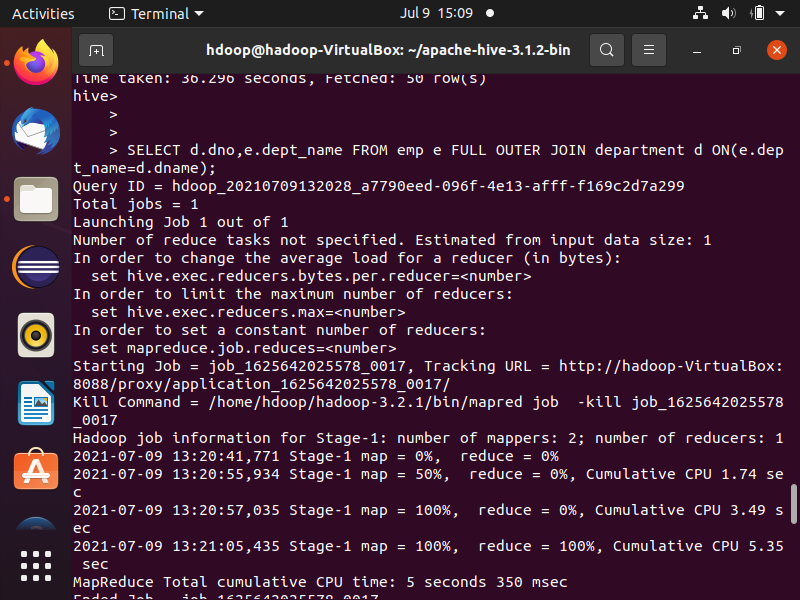 Activities
Terminal
Jul 9 15:09
hdoop@hadoop-VirtualBox: ~/apache-hive-3.1.2-bin
Time taken: 36.296 seconds, Fetched: 50 row(s)
hive>
    >
    >
    > SELECT d.dno,e.dept_name FROM emp e FULL OUTER JOIN department d ON(e.dep
t_name=d.dname);
Query ID = hdoop_20210709132028_a7790eed-096f-4e13-afff-f169c2d7a299
Total jobs = 1
Launching Job 1 out of 1
Number of reduce tasks not specified. Estimated from input data size: 1
In order to change the average load for a reducer (in bytes):
  set hive.exec.reducers.bytes.per.reducer=<number>
In order to limit the maximum number of reducers:
  set hive.exec.reducers.max=<number>
In order to set a constant number of reducers:
  set mapreduce.job.reduces=<number>
Starting Job = job_1625642025578_0017, Tracking URL = http://hadoop-VirtualBox:
8088/proxy/application_1625642025578_0017/
Kill Command = /home/hdoop/hadoop-3.2.1/bin/mapred job  -kill job_1625642025578
_0017
Hadoop job information for Stage-1: number of mappers: 2; number of reducers: 1
2021-07-09 13:20:41,771 Stage-1 map = 0%,  reduce = 0%
2021-07-09 13:20:55,934 Stage-1 map = 50%,  reduce = 0%, Cumulative CPU 1.74 se
c
2021-07-09 13:20:57,035 Stage-1 map = 100%,  reduce = 0%, Cumulative CPU 3.49 s
ec
2021-07-09 13:21:05,435 Stage-1 map = 100%,  reduce = 100%, Cumulative CPU 5.35
 sec
MapReduce Total cumulative CPU time: 5 seconds 350 msec
Ended Job = job_1625642025578_0017